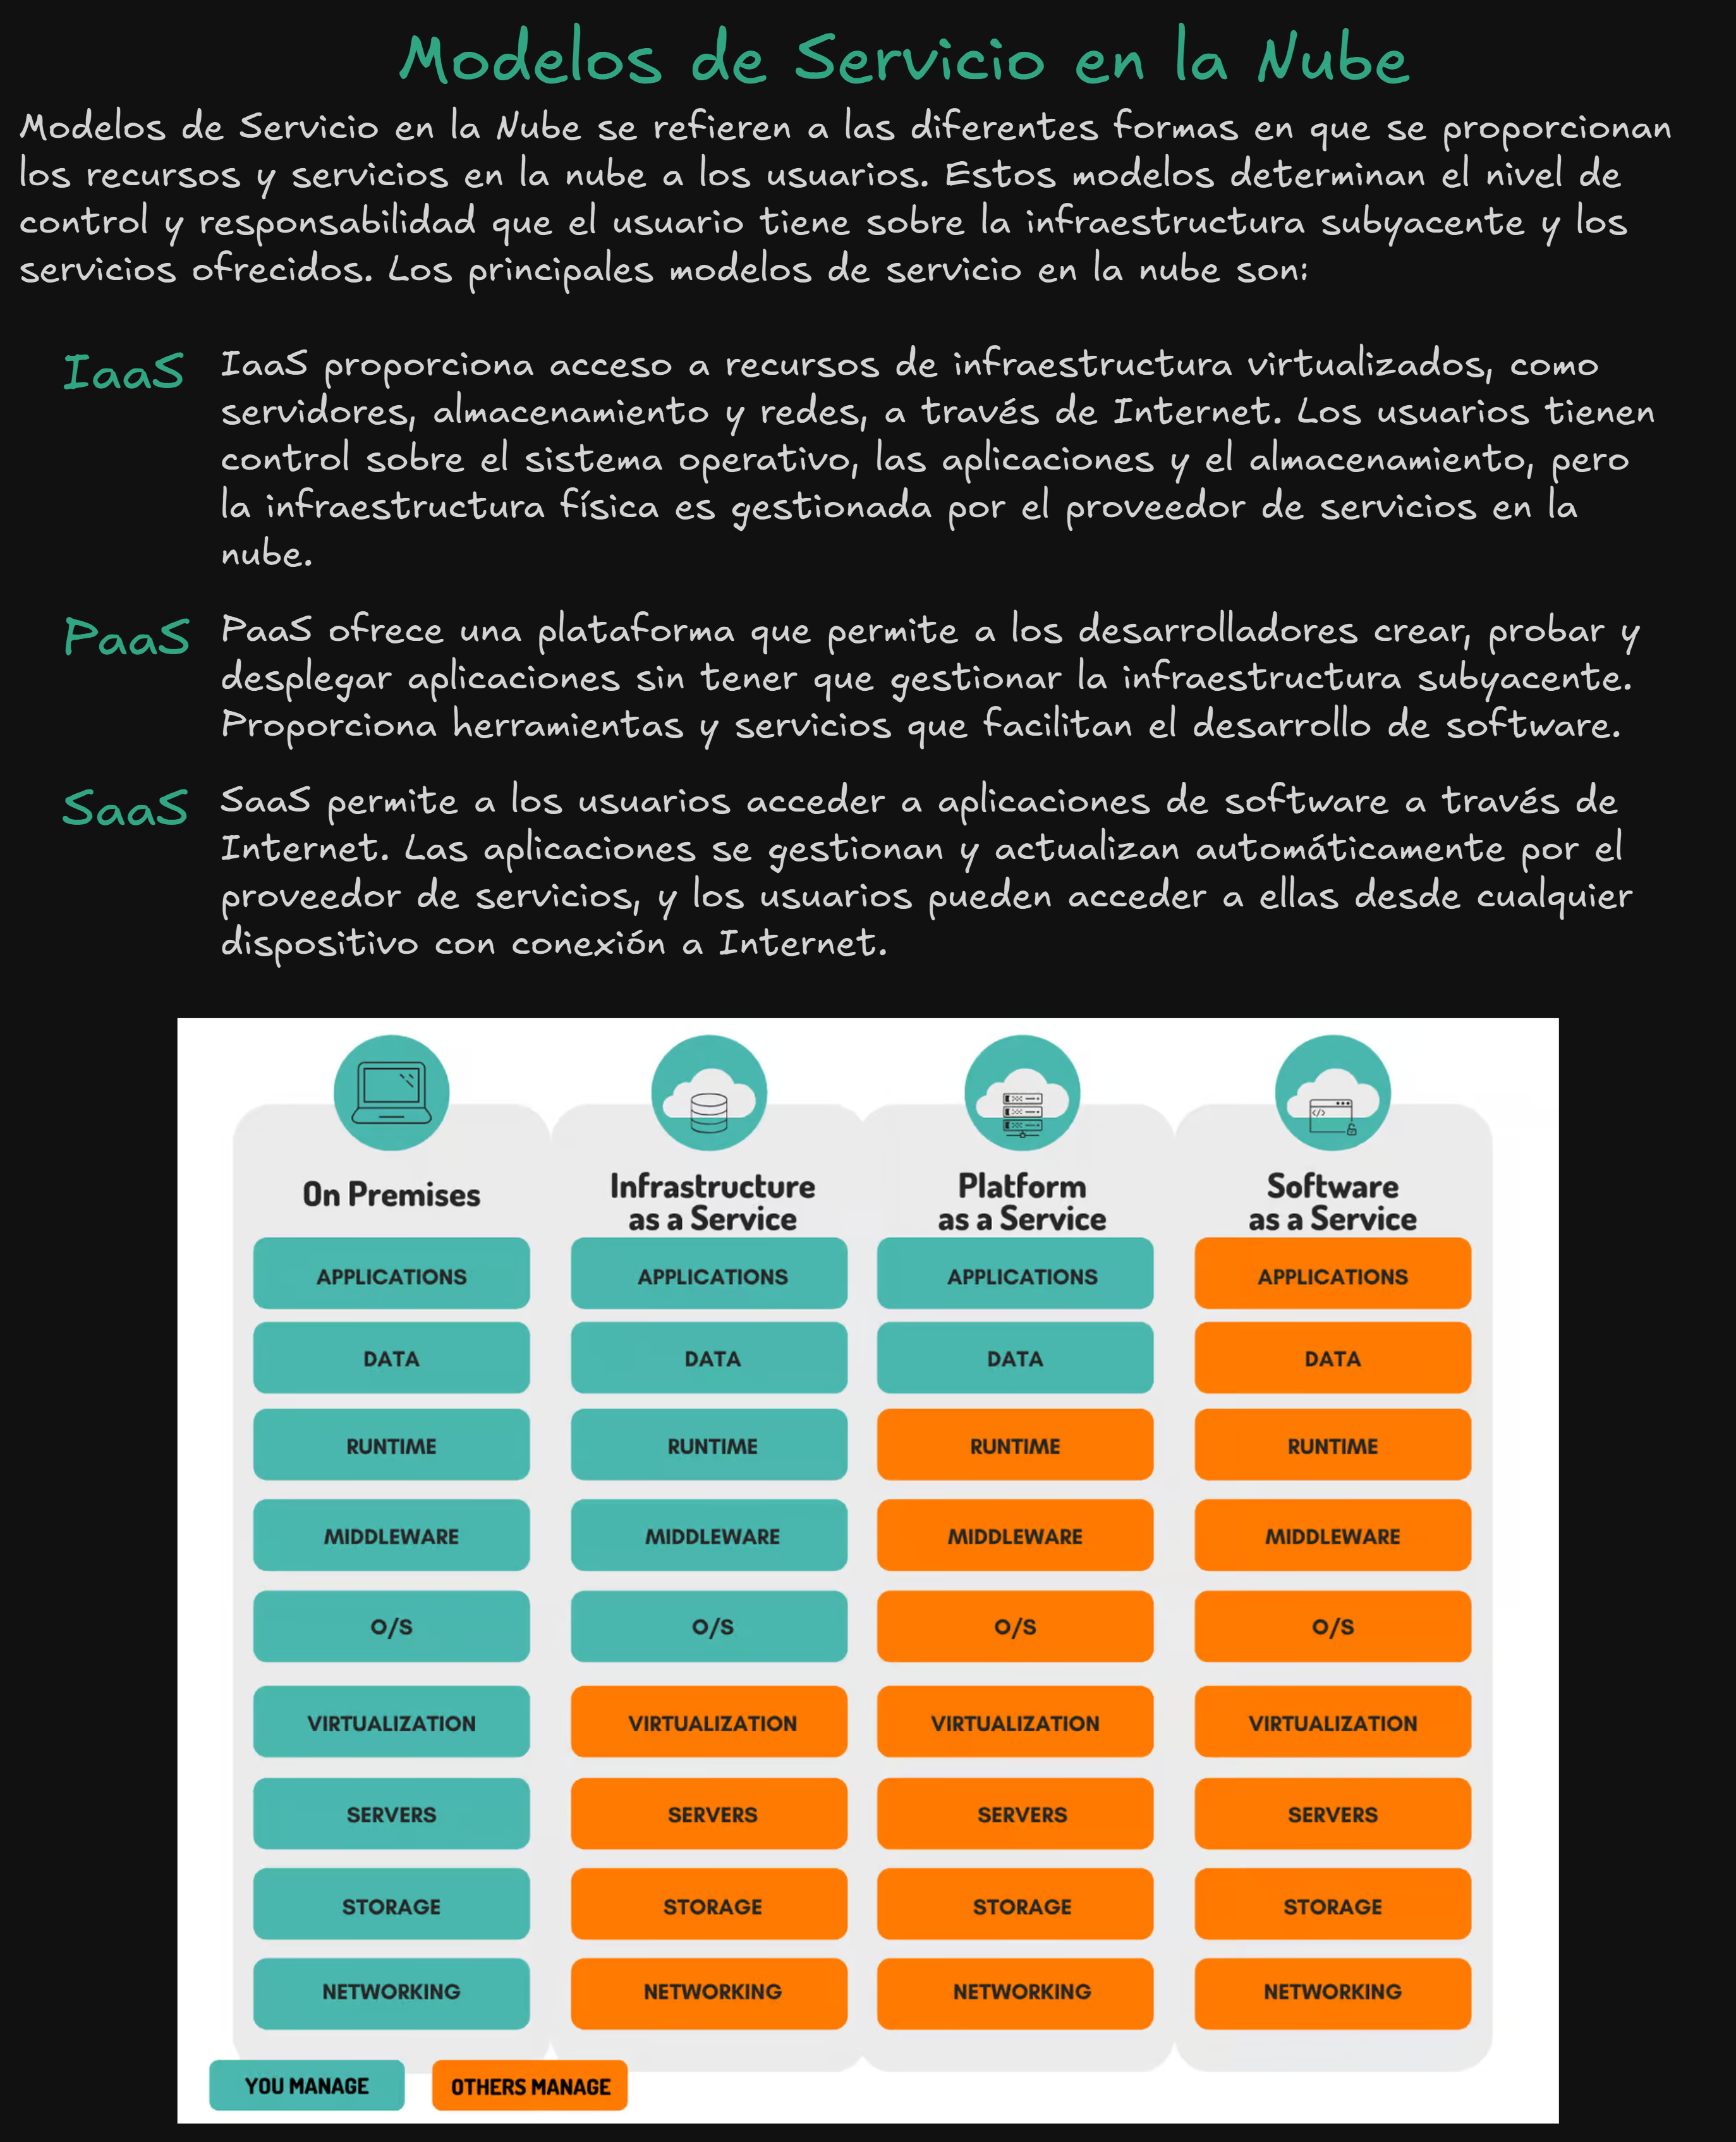 Modelos de Servicio en la Nube
Modelos de Servicio en la Nube se refieren a las diferentes formas en que se proporcionan
los recursos y servicios en la nube a los usuarios. Estos modelos determinan el nivel de
control y responsabilidad que el usuario tiene sobre la infraestructura subyacente y los
servicios ofrecidos. Los principales modelos de servicio en la nube son:
IaaS
IaaS proporciona acceso a recursos de infraestructura virtualizados, como
servidores, almacenamiento y redes, a través de Internet. Los usuarios tienen
control sobre el sistema operativo, las aplicaciones y el almacenamiento, pero
la infraestructura física es gestionada por el proveedor de servicios en la
nube.
PaaS
PaaS ofrece una plataforma que permite a los desarrolladores crear, probar y
desplegar aplicaciones sin tener que gestionar la infraestructura subyacente.
Proporciona herramientas y servicios que facilitan el desarrollo de software.
SaaS
SaaS permite a los usuarios acceder a aplicaciones de software a través de
Internet. Las aplicaciones se gestionan y actualizan automáticamente por el
proveedor de servicios, y los usuarios pueden acceder a ellas desde cualquier
dispositivo con conexión a Internet.
On Premises
APPLICATIONS
DATA
RUNTIME
MIDDLEWARE
O/S
VIRTUALIZATION
SERVERS
STORAGE
NETWORKING
Infrastructure
as a Service
APPLICATIONS
DATA
RUNTIME
MIDDLEWARE
O/S
VIRTUALIZATION
SERVERS
STORAGE
NETWORKING
Platform
as a Service
APPLICATIONS
DATA
RUNTIME
MIDDLEWARE
O/S
VIRTUALIZATION
SERVERS
STORAGE
NETWORKING
Software
as a Service
</>
APPLICATIONS
DATA
RUNTIME
MIDDLEWARE
O/S
VIRTUALIZATION
SERVERS
STORAGE
NETWORKING
YOU MANAGE
OTHERS MANAGE